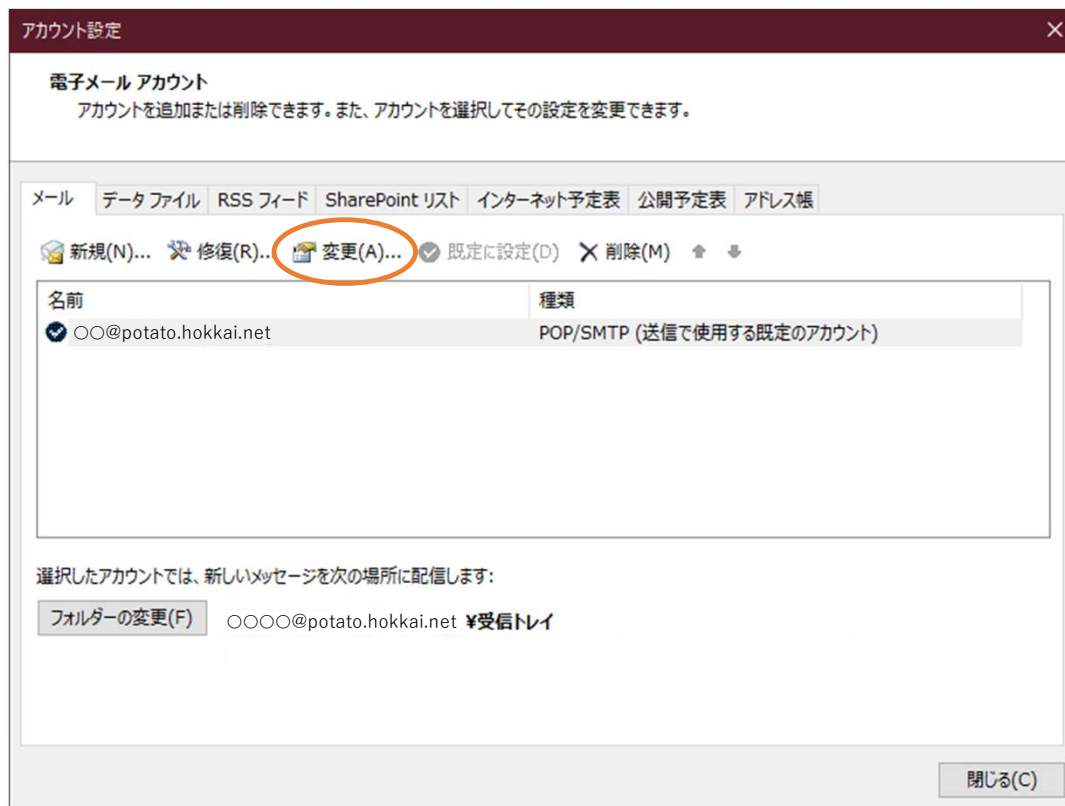 アカウント設定
電子メール アカウント
アカウントを追加または削除できます。また、アカウントを選択してその設定を変更できます。
メール データ ファイル RSS フィード SharePoint リスト インターネット予定表 公開予定表 アドレス帳
新規(N)... 修復(R)... 変更(A)... 既定に設定(D) 削除(M)
名前 種類
○○@potato.hokkai.net POP/SMTP (送信で使用する既定のアカウント)
選択したアカウントでは、新しいメッセージを次の場所に配信します:
フォルダーの変更(F) ○○○○@potato.hokkai.net ¥受信トレイ
閉じる(C)